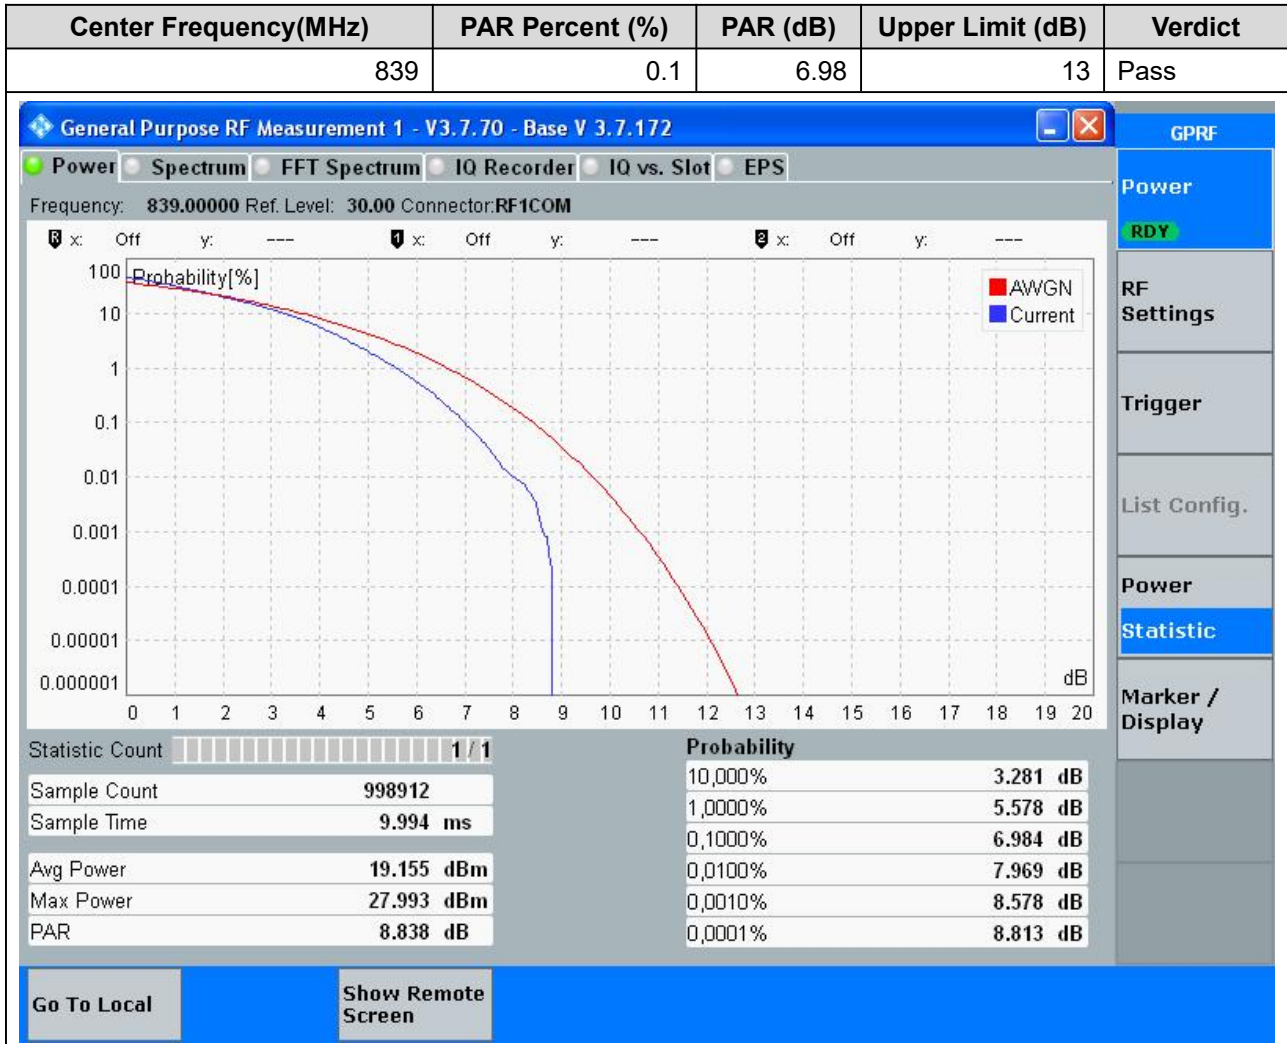 Center Frequency(MHz) PAR Percent (%) PAR (dB) Upper Limit (dB) Verdict
839 0.1 6.98 13 Pass
General Purpose RF Measurement 1 - V3.7.70 - Base V 3.7.172
GPRF
Power Spectrum FFT Spectrum IQ Recorder IQ vs. Slot EPS
Frequency: 839.00000 Ref. Level: 30.00 Connector:RF1COM
R x: Off y: --- 1 x: Off y: --- 2 x: Off y: ---
Probability[%]
100
10
1
0.1
0.01
0.001
0.0001
0.00001
0.000001
AWGN
Current
dB
0 1 2 3 4 5 6 7 8 9 10 11 12 13 14 15 16 17 18 19 20
Statistic Count 1 / 1
Sample Count 998912
Sample Time 9.994 ms
Avg Power 19.155 dBm
Max Power 27.993 dBm
PAR 8.838 dB
Probability
10,000% 3.281 dB
1,0000% 5.578 dB
0,1000% 6.984 dB
0,0100% 7.969 dB
0,0010% 8.578 dB
0,0001% 8.813 dB
Power
RDY
RF
Settings
Trigger
List Config.
Power
Statistic
Marker /
Display
Go To Local
Show Remote
Screen